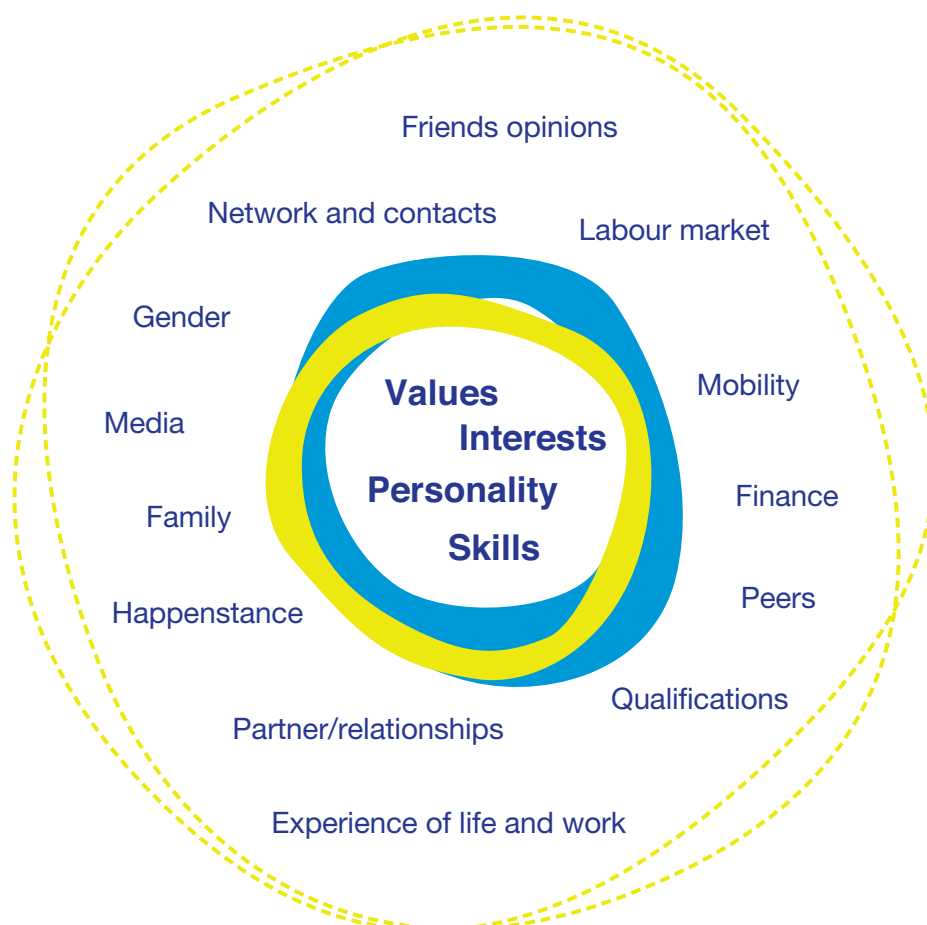 Friends opinions
Network and contacts
Labour market
Gender
Mobility
Values
Media
Interests
Personality
Finance
Family
Skills
Peers
Happenstance
Qualifications
Partner/relationships
Experience of life and work